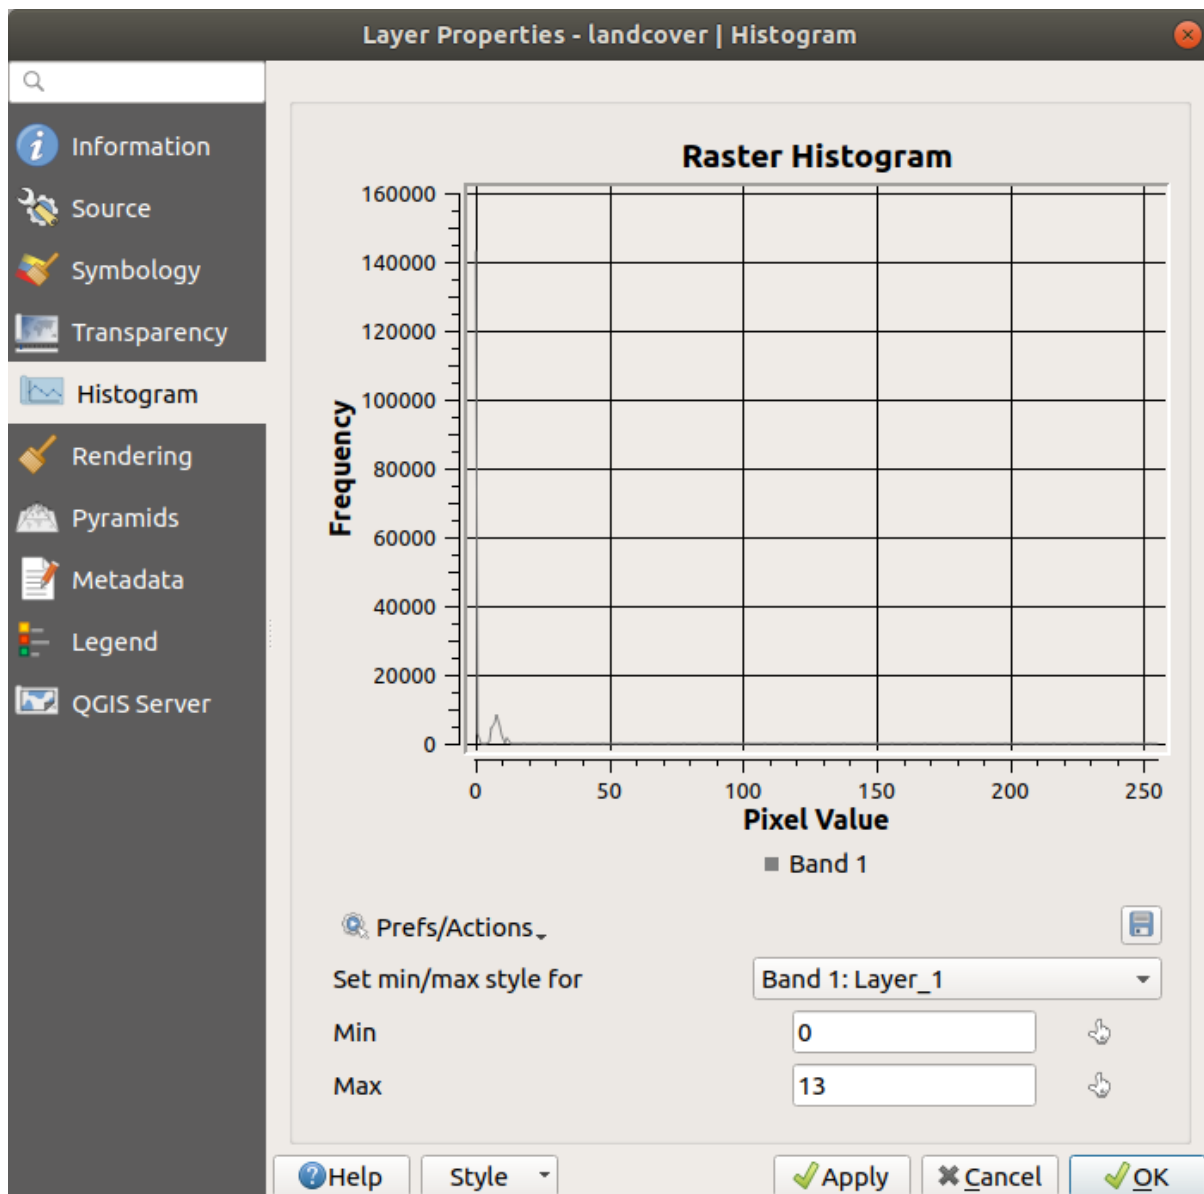 Layer Properties - landcover | Histogram
Information
Source
Symbology
Transparency
Histogram
Rendering
Pyramids
Metadata
Legend
QGIS Server
Raster Histogram
160000
140000
120000
100000
80000
60000
40000
20000
0
Frequency
0 50 100 150 200 250
Pixel Value
Band 1
Prefs/Actions
Set min/max style for Band 1: Layer_1
Min 0
Max 13
Help Style Apply Cancel OK